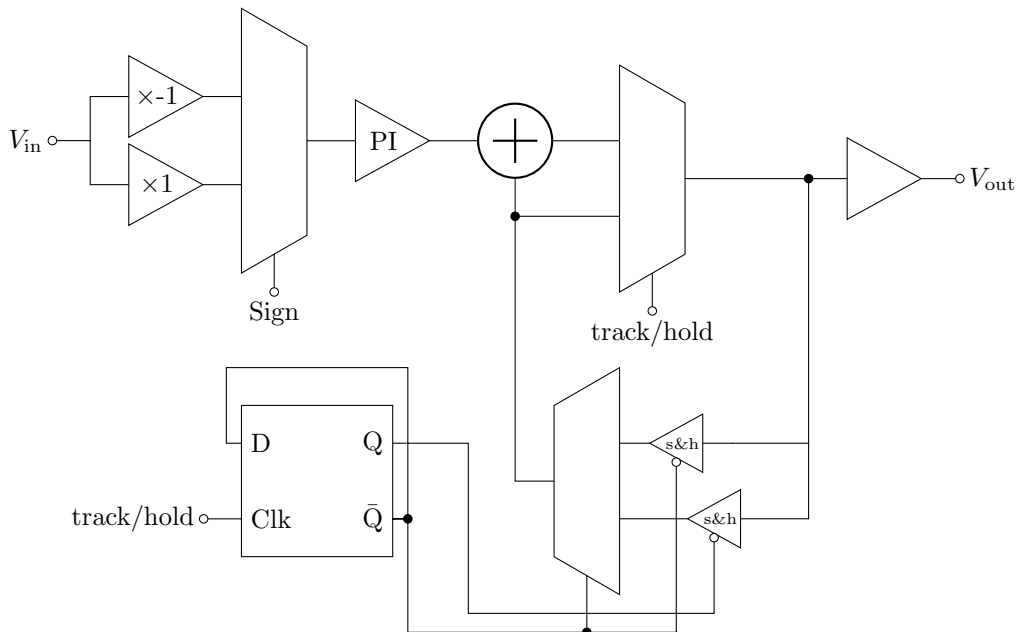 ×-1
V_in
PI
×1
V_out
Sign
track/hold
D
Q
s&h
track/hold
Clk
Q̄
s&h